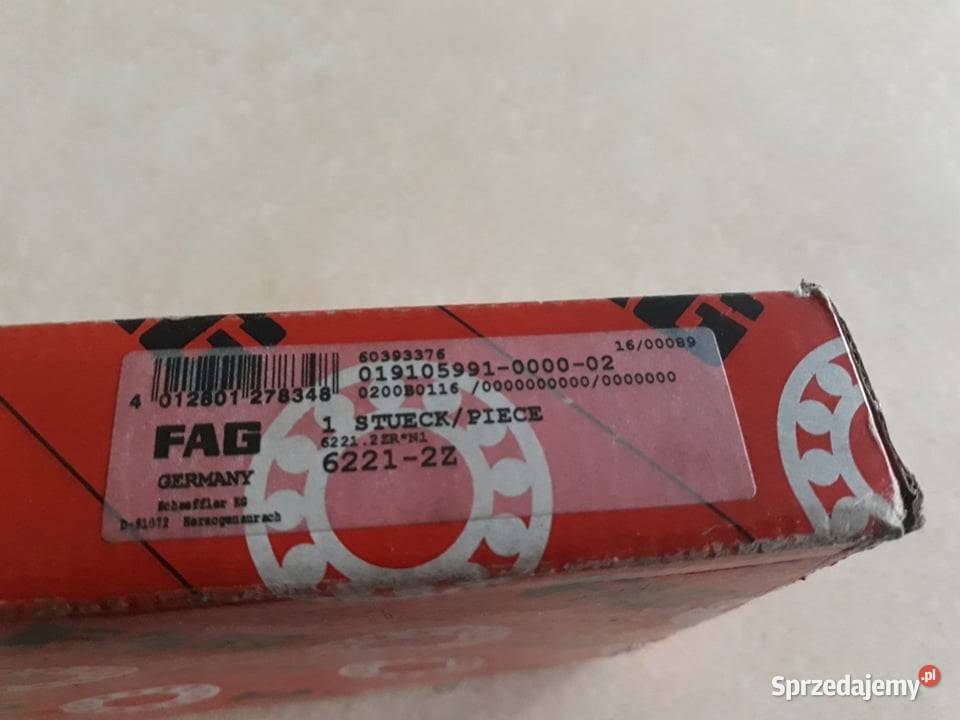 60393376
16/00089
019105991-0000-02
0200B0116 /0000000000/0000000
4 012801 278348
1 STUECK/PIECE
6221.2ZR*N1
FAG
6221-2Z
GERMANY
Schaeffler KG
Herzogenaurach
Sprzedajemy.pl